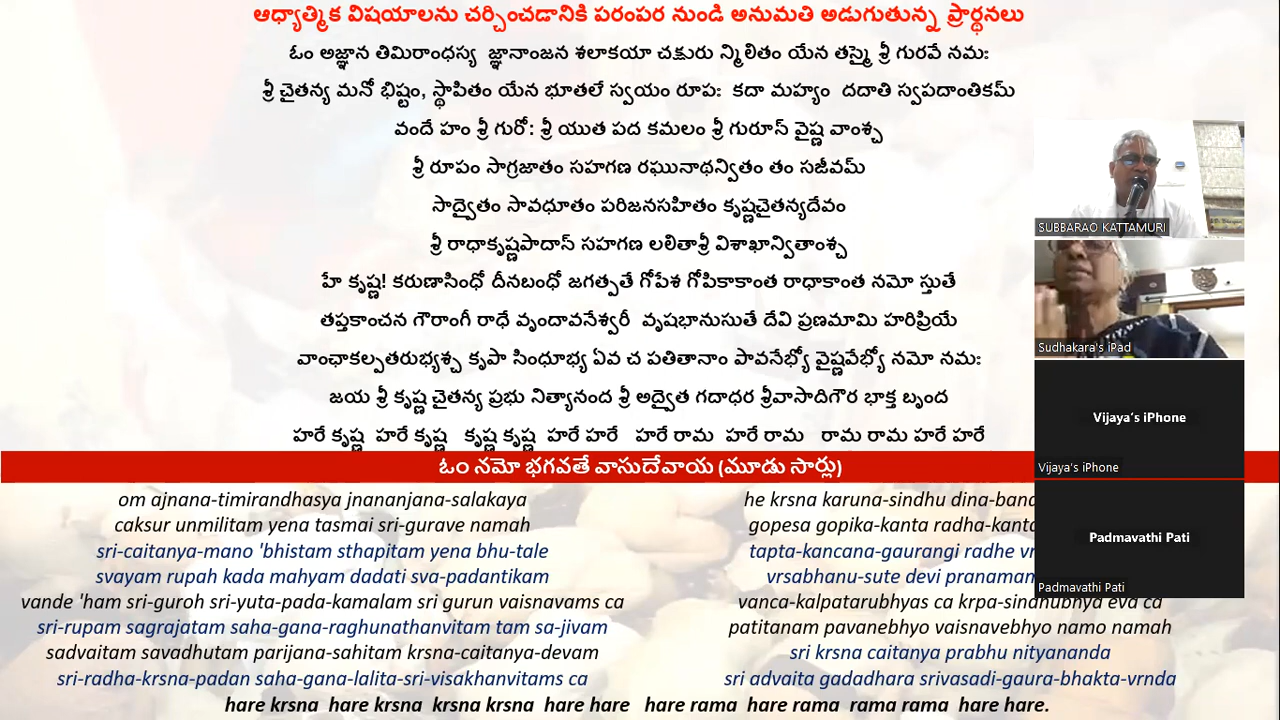 ఆధ్యాత్మిక విషయాలను చర్చించడానికి పరంపర నుండి అనుమతి అడుగుతున్న ప్రార్థనలు
ఓం అజ్ఞాన తిమిరాంధస్య జ్ఞానాంజన శలాకయా చక్షురు న్మిలితం యేన తస్మై శ్రీ గురవే నమః
శ్రీ చైతన్య మనో భిష్టం, స్థాపితం యేన భూతలే స్వయం రూపః కదా మహ్యం దదాతి స్వపదాంతికమ్
వందే హం శ్రీ గురో: శ్రీ యుత పద కమలం శ్రీ గురూస్ వైష్ణ వాంశ్చ
శ్రీ రూపం సాగ్రజాతం సహగణ రఘునాథన్వితం తం సజీవమ్
సాద్వైతం సావధూతం పరిజనసహితం కృష్ణచైతన్యదేవం
శ్రీ రాధాకృష్ణపాదాస్ సహగణ లలితాశ్రీ విశాఖాన్వితాంశ్చ
హే కృష్ణ! కరుణాసింధో దీనబంధో జగత్పతే గోపేశ గోపికాకాంత రాధాకాంత నమో స్తుతే
తప్తకాంచన గౌరాంగీ రాధే వృందావనేశ్వరీ వృషభానుసుతే దేవి ప్రణమామి హరిప్రియే
వాంఛాకల్పతరుభ్యశ్చ కృపా సింధూభ్య ఏవ చ పతితానాం పావనేభ్యో వైష్ణవేభ్యో నమో నమః
జయ శ్రీ కృష్ణ చైతన్య ప్రభు నిత్యానంద శ్రీ అద్వైత గదాధర శ్రీవాసాదిగౌర భాక్త బృంద
హరే కృష్ణ హరే కృష్ణ కృష్ణ కృష్ణ హరే హరే హరే రామ హరే రామ రామ రామ హరే హరే
ఓం నమో భగవతే వాసుదేవాయ (మూడు సార్లు)
om ajnana-timirandhasya jnananjana-salakaya
caksur unmilitam yena tasmai sri-gurave namah
sri-caitanya-mano 'bhistam sthapitam yena bhu-tale
svayam rupah kada mahyam dadati sva-padantikam
vande 'ham sri-guroh sri-yuta-pada-kamalam sri gurun vaisnavams ca
sri-rupam sagrajatam saha-gana-raghunathanvitam tam sa-jivam
sadvaitam savadhutam parijana-sahitam krsna-caitanya-devam
sri-radha-krsna-padan saha-gana-lalita-sri-visakhanvitams ca
he krsna karuna-sindhu dina-band
gopesa gopika-kanta radha-kanta
tapta-kancana-gaurangi radhe vr
vrsabhanu-sute devi pranamam
vanca-kalpatarubhyas ca krpa-sindhubhya eva ca
patitanam pavanebhyo vaisnavebhyo namo namah
sri krsna caitanya prabhu nityananda
sri advaita gadadhara srivasadi-gaura-bhakta-vrnda
hare krsna hare krsna krsna krsna hare hare hare rama hare rama rama rama hare hare.
SUBBARAO KATTAMURI
Sudhakara's iPad
Vijaya's iPhone
Vijaya's iPhone
Padmavathi Pati
Padmavathi Pati